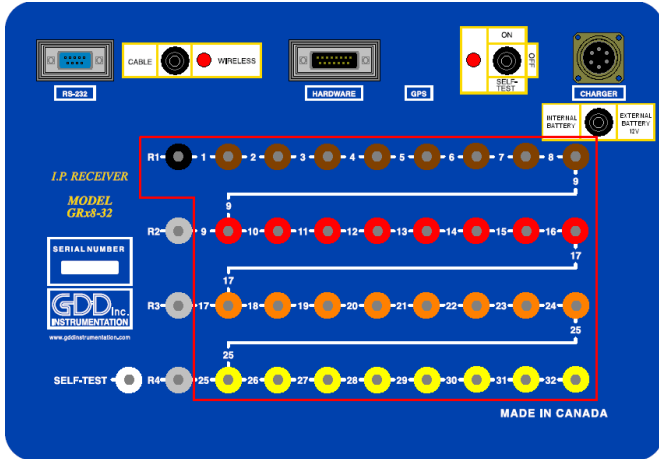 ON
OFF
CABLE
WIRELESS
SELF-
TEST
RS-232
HARDWARE
GPS
CHARGER
INTERNAL
BATTERY
EXTERNAL
BATTERY
12V
R1 1 2 3 4 5 6 7 8
9
I.P. RECEIVER
MODEL
GRx8-32
9
R2 9 10 11 12 13 14 15 16
SERIAL NUMBER
17
17
GDD Inc.
INSTRUMENTATION
R3 17 18 19 20 21 22 23 24
25
www.gddinstrumentation.com
25
SELF-TEST R4 25 26 27 28 29 30 31 32
MADE IN CANADA